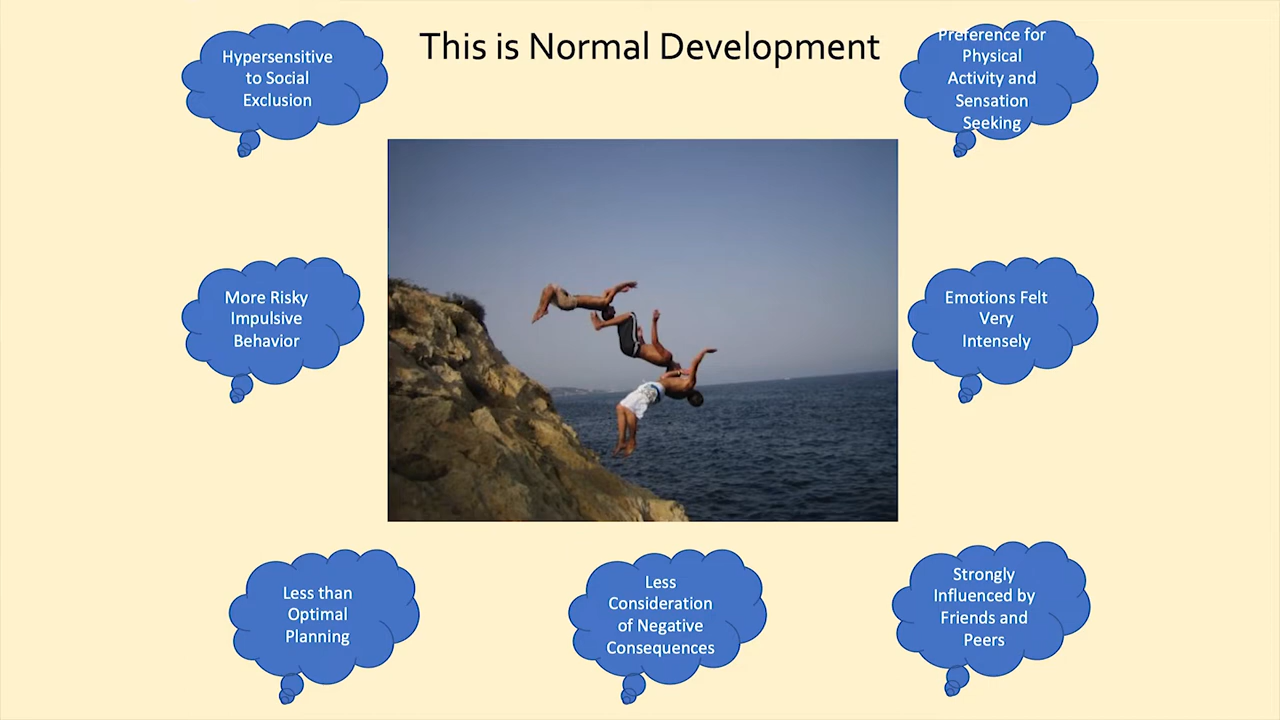 This is Normal Development
Hypersensitive
to Social
Exclusion
Preference for
Physical
Activity and
Sensation
Seeking
More Risky
Impulsive
Behavior
Emotions Felt
Very
Intensely
Less than
Optimal
Planning
Less
Consideration
of Negative
Consequences
Strongly
Influenced by
Friends and
Peers